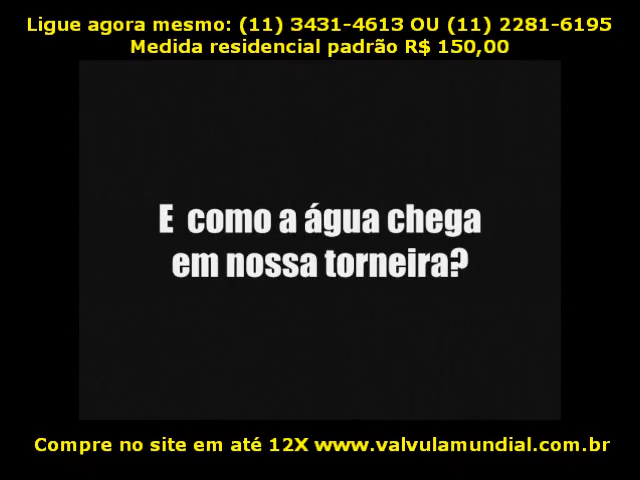 Ligue agora mesmo: (11) 3431-4613 OU (11) 2281-6195
Medida residencial padrão R$ 150,00
E como a água chega
em nossa torneira?
Compre no site em até 12X www.valvulamundial.com.br